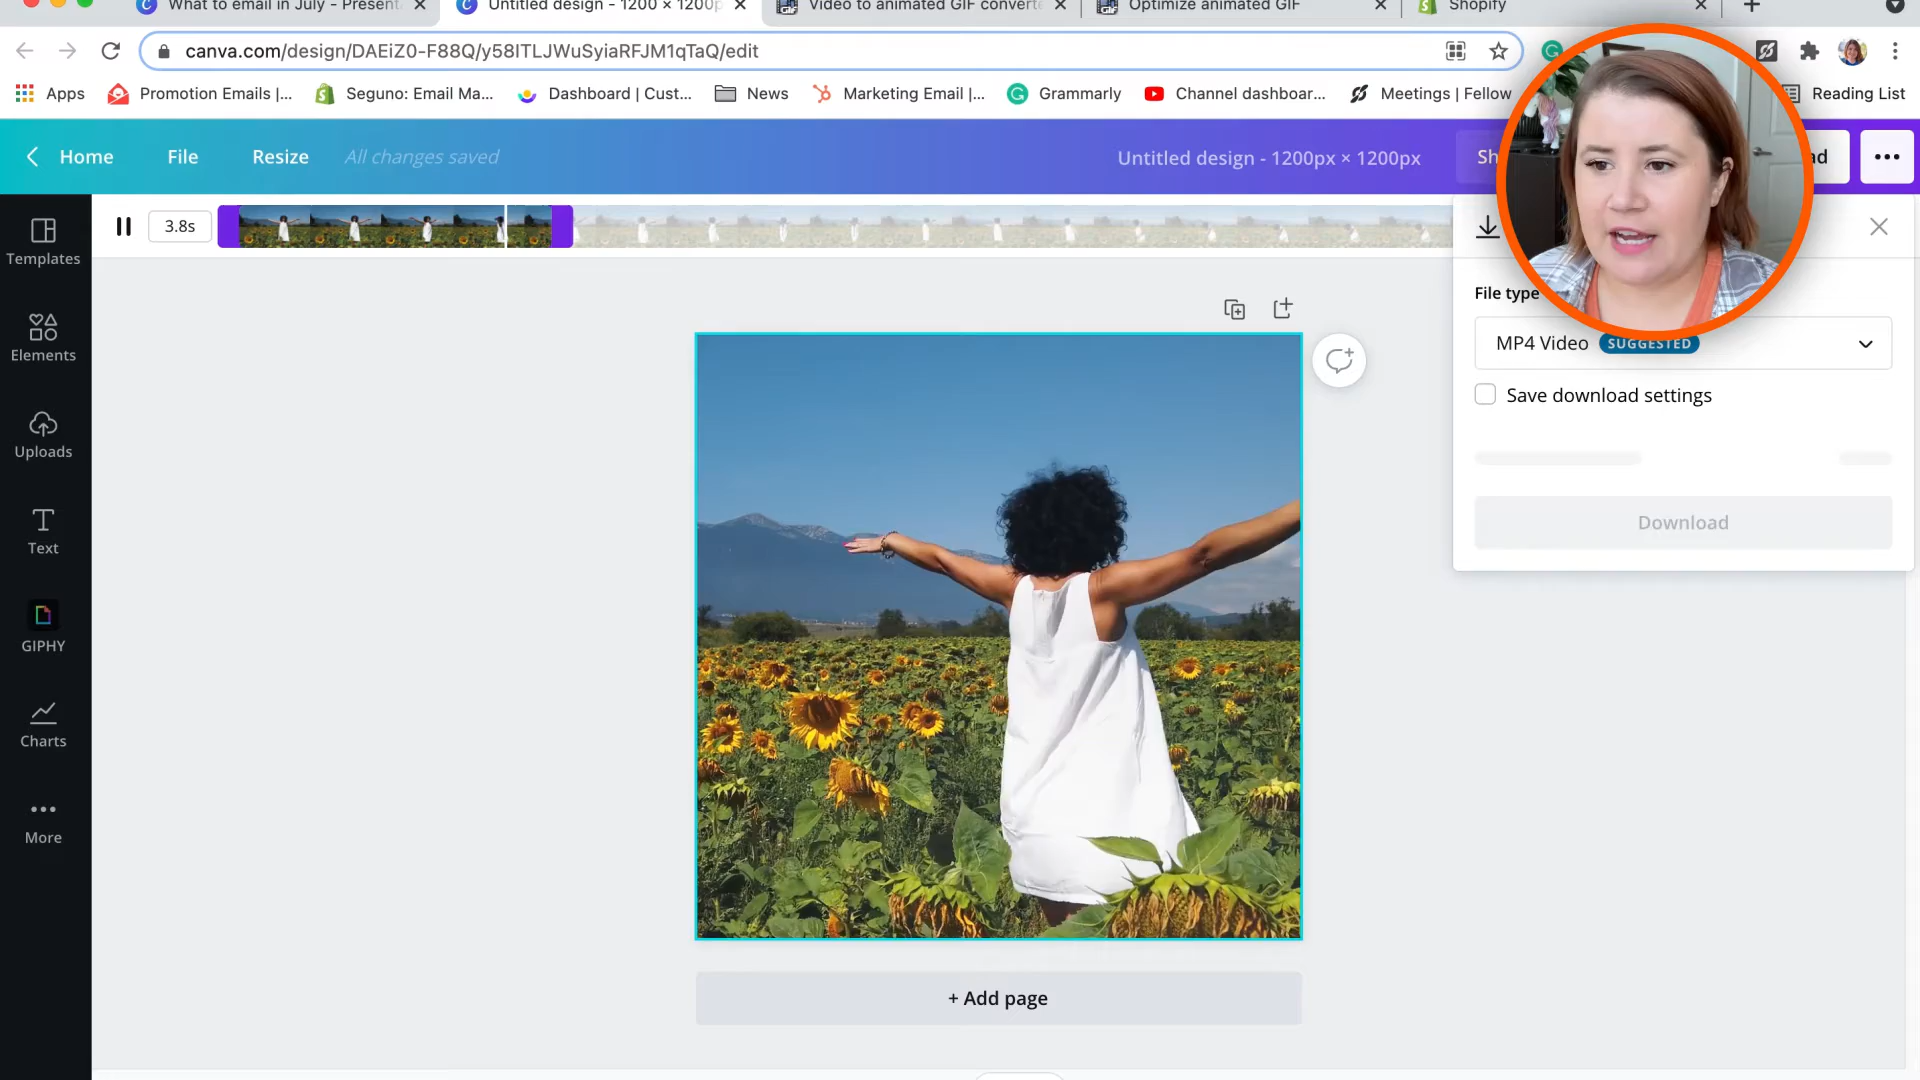 What to email in July - Present
Untitled design - 1200 × 1200p
Video to animated GIF converte
Optimize animated GIF
Shopify
canva.com/design/DAEiZ0-F88Q/y58ITLJWuSyiaRFJM1qTaQ/edit
Apps
Promotion Emails |...
Seguno: Email Ma...
Dashboard | Cust...
News
Marketing Email |...
Grammarly
Channel dashboar...
Meetings | Fellow
Reading List
Home
File
Resize
All changes saved
Untitled design - 1200px × 1200px
Sh
ad
3.8s
Templates
Elements
Uploads
Text
GIPHY
Charts
More
File type
MP4 Video SUGGESTED
Save download settings
Download
+ Add page